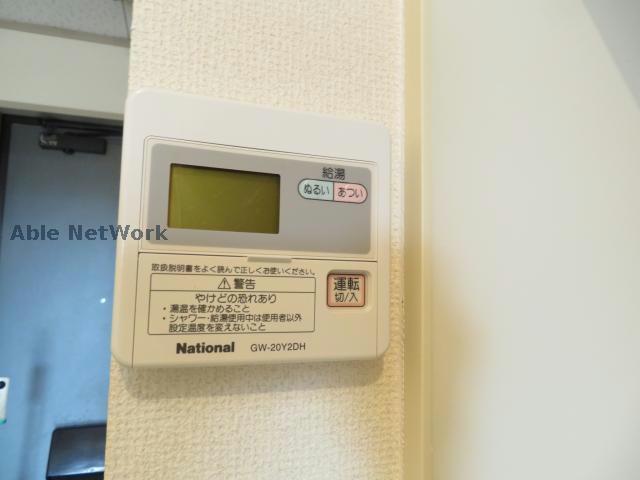 給湯
ぬるい あつい
Able NetWork
取扱説明書をよく読んで正しくお使いください。
⚠警告
やけどの恐れあり
・湯温を確かめること
・シャワー・給湯使用中は使用者以外
設定温度を変えないこと
運転
切/入
National GW-20Y2DH